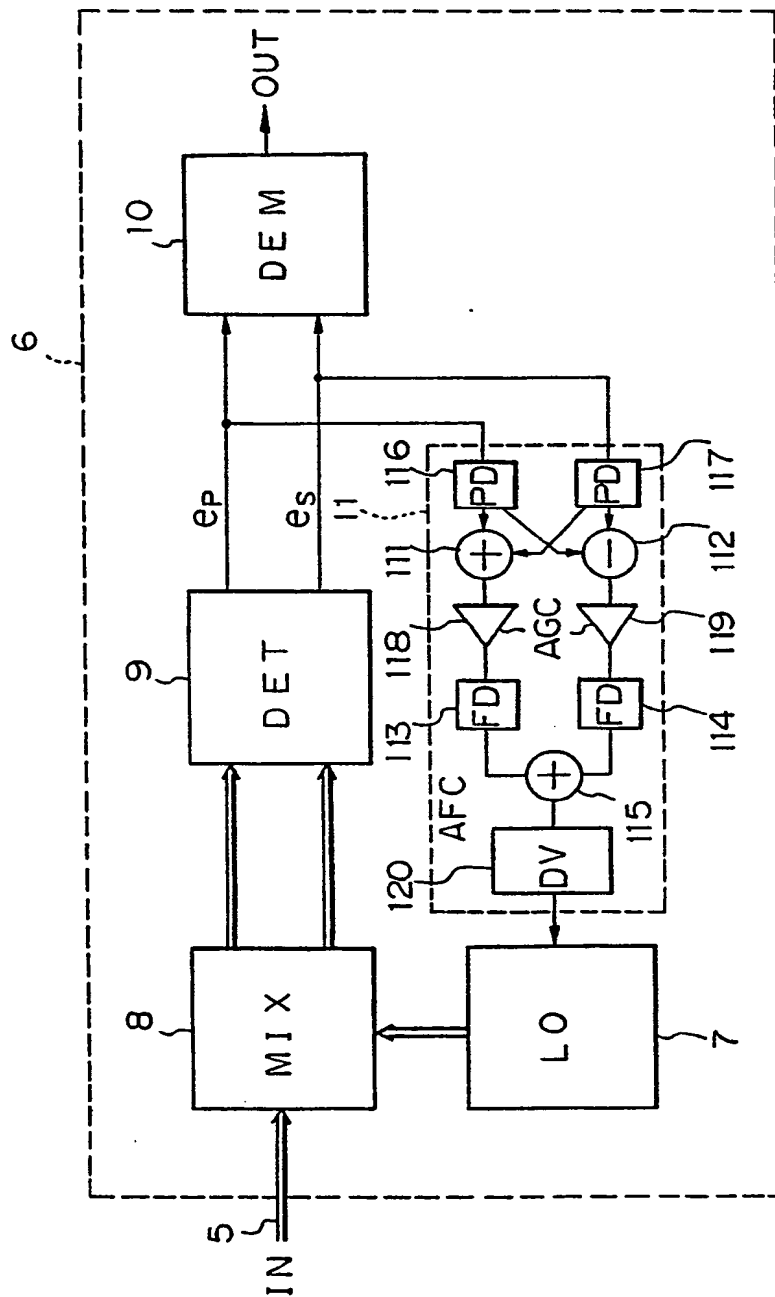 6
10
DEM
OUT
eP
eS
9
DET
8
MIX
5
IN
11
116
PD
117
PD
111
+
112
−
118
AGC
119
113
FD
114
FD
AFC
+
115
120
DV
LO
7